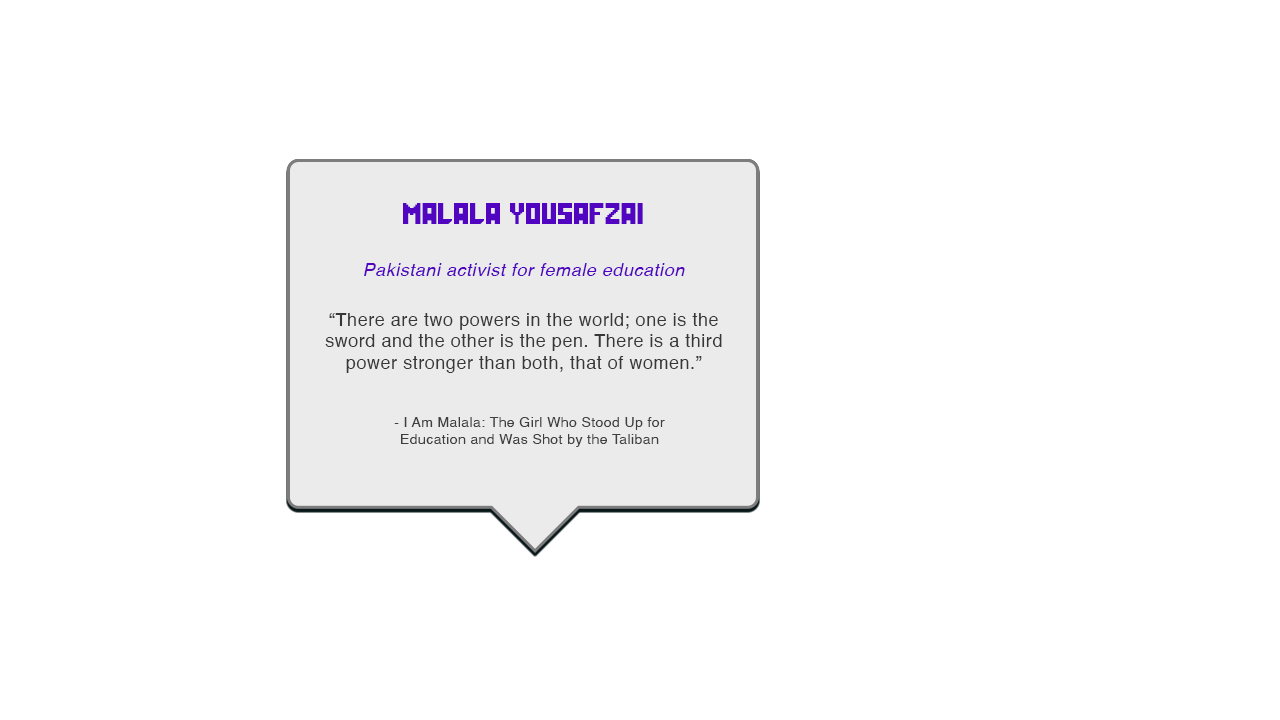 MALALA YOUSAFZAI
Pakistani activist for female education
“There are two powers in the world; one is the
sword and the other is the pen. There is a third
power stronger than both, that of women.”
- I Am Malala: The Girl Who Stood Up for
Education and Was Shot by the Taliban